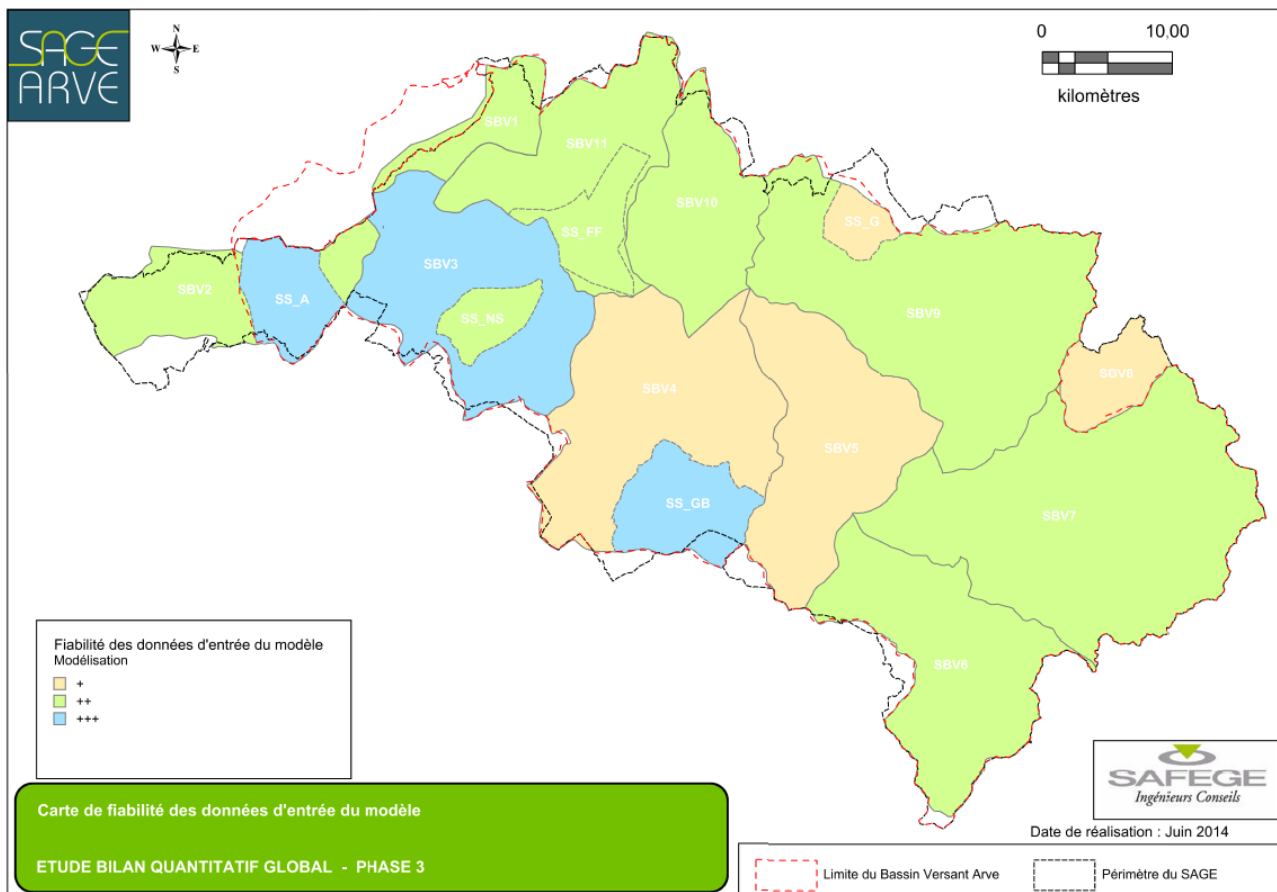 SAGE
ARVE
N
W
E
S
0
10,00
kilomètres
SBV1
SBV11
SBV10
SS_G
SS_FF
SBV3
SBV2
SS_A
SS_NS
SBV9
SBV8
SBV4
SBV5
SS_GB
SBV7
SBV6
Fiabilité des données d'entrée du modèle
Modélisation
+
++
+++
SAFEGE
Ingénieurs Conseils
Carte de fiabilité des données d'entrée du modèle
ETUDE BILAN QUANTITATIF GLOBAL - PHASE 3
Date de réalisation : Juin 2014
Limite du Bassin Versant Arve
Périmètre du SAGE